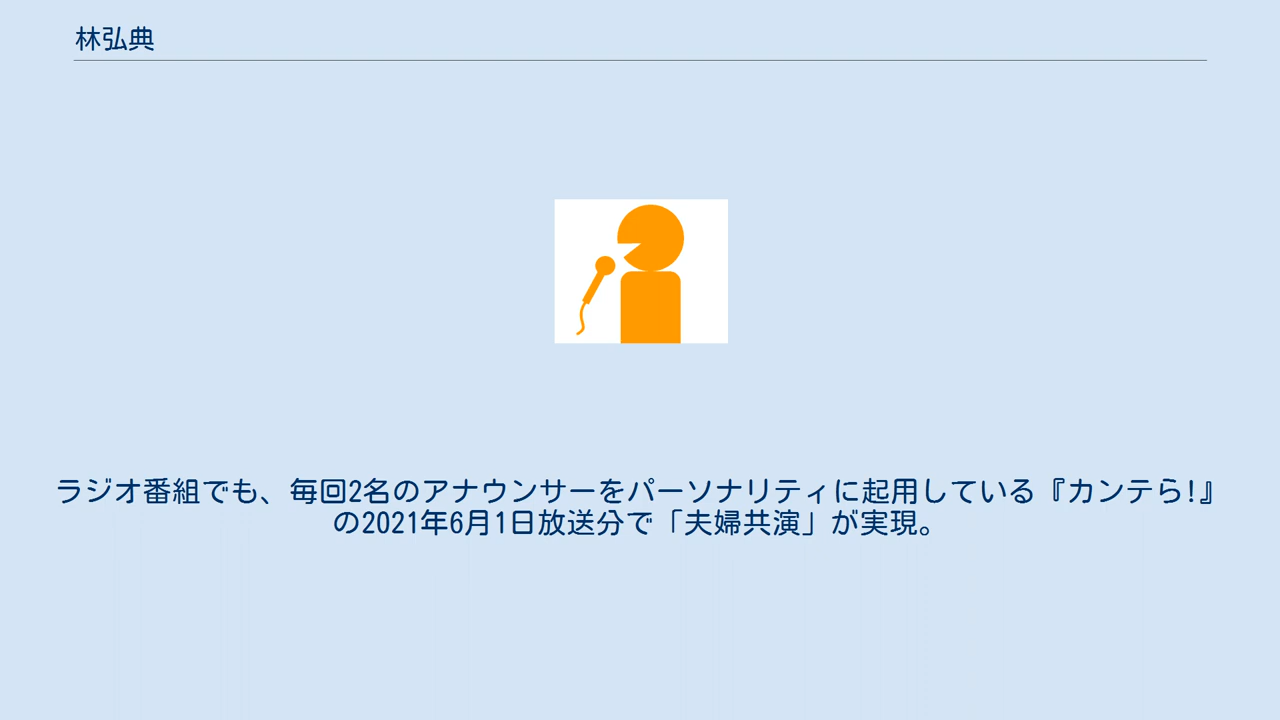 林弘典
ラジオ番組でも、毎回2名のアナウンサーをパーソナリティに起用している『カンテら!』
の2021年6月1日放送分で「夫婦共演」が実現。